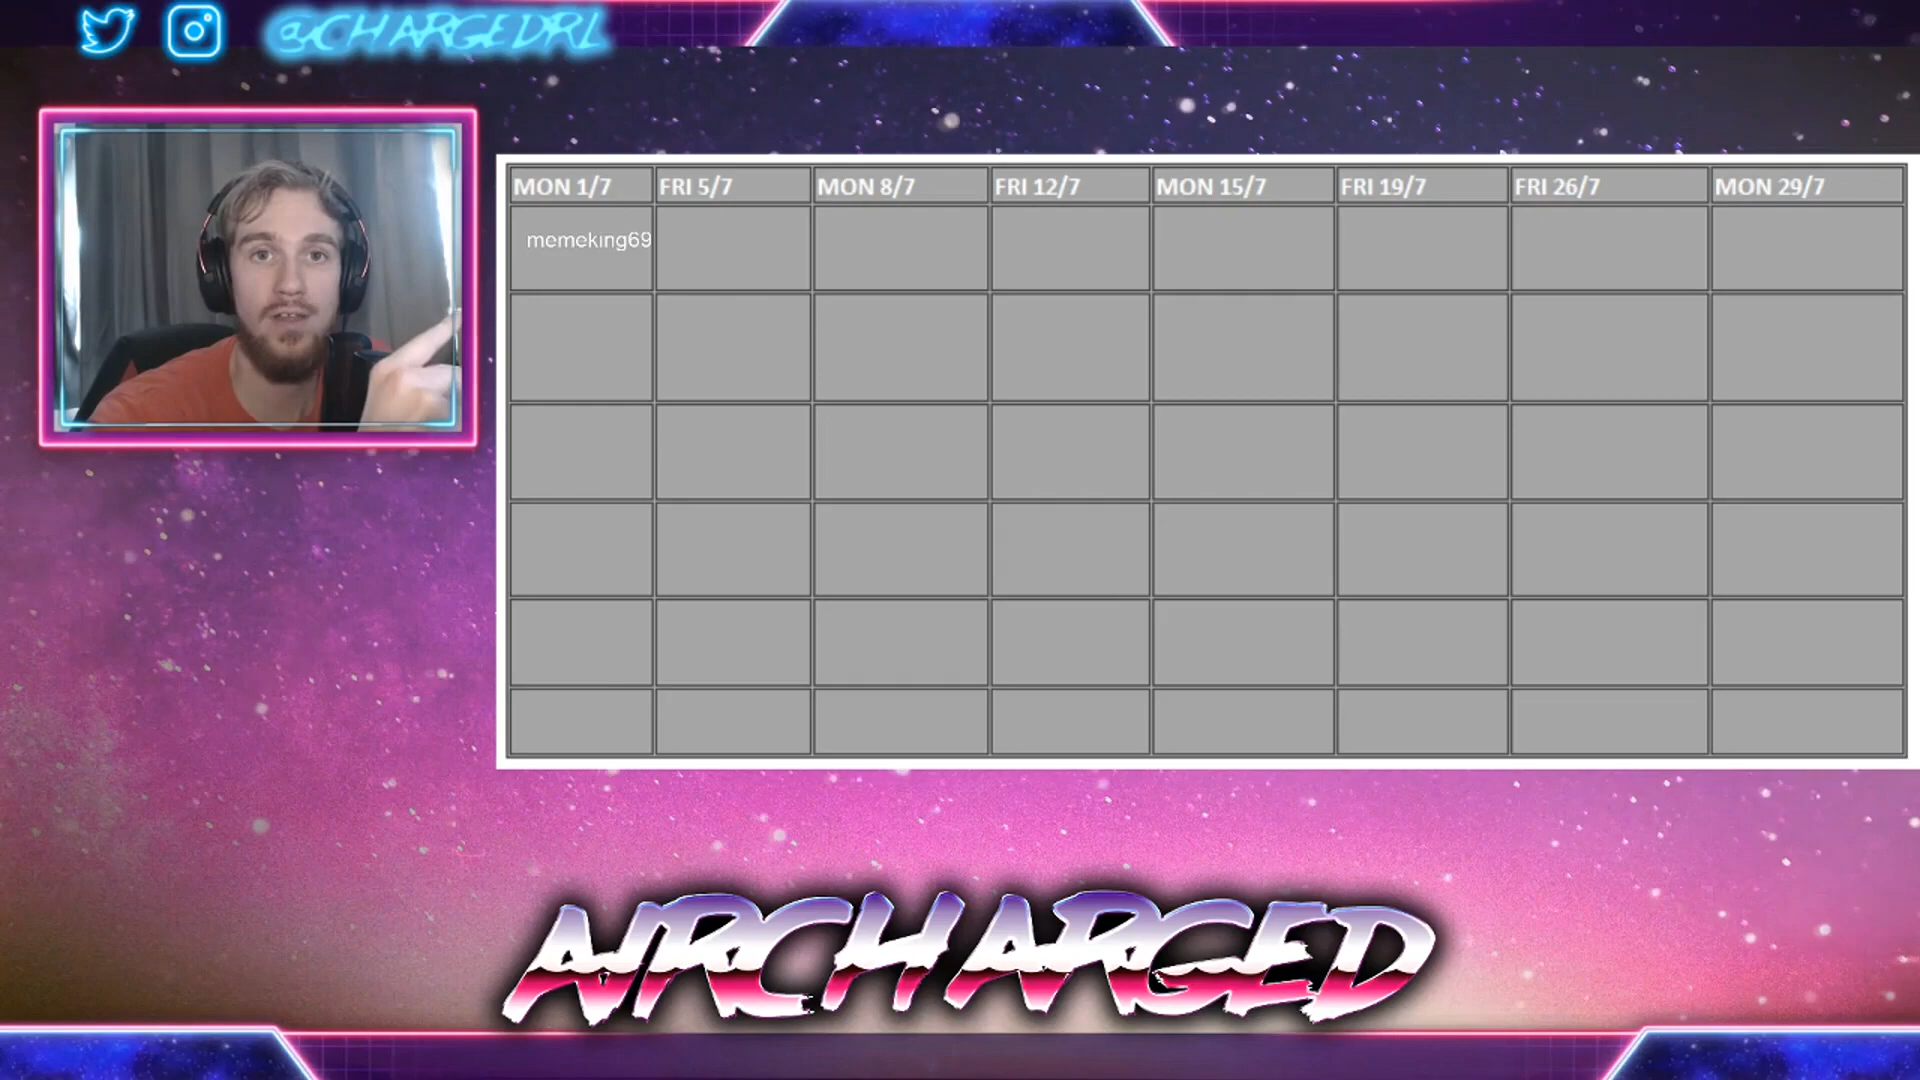 @CHARGEDRL
MON 1/7 FRI 5/7 MON 8/7 FRI 12/7 MON 15/7 FRI 19/7 FRI 26/7 MON 29/7
memeking69
AIRCHARGED